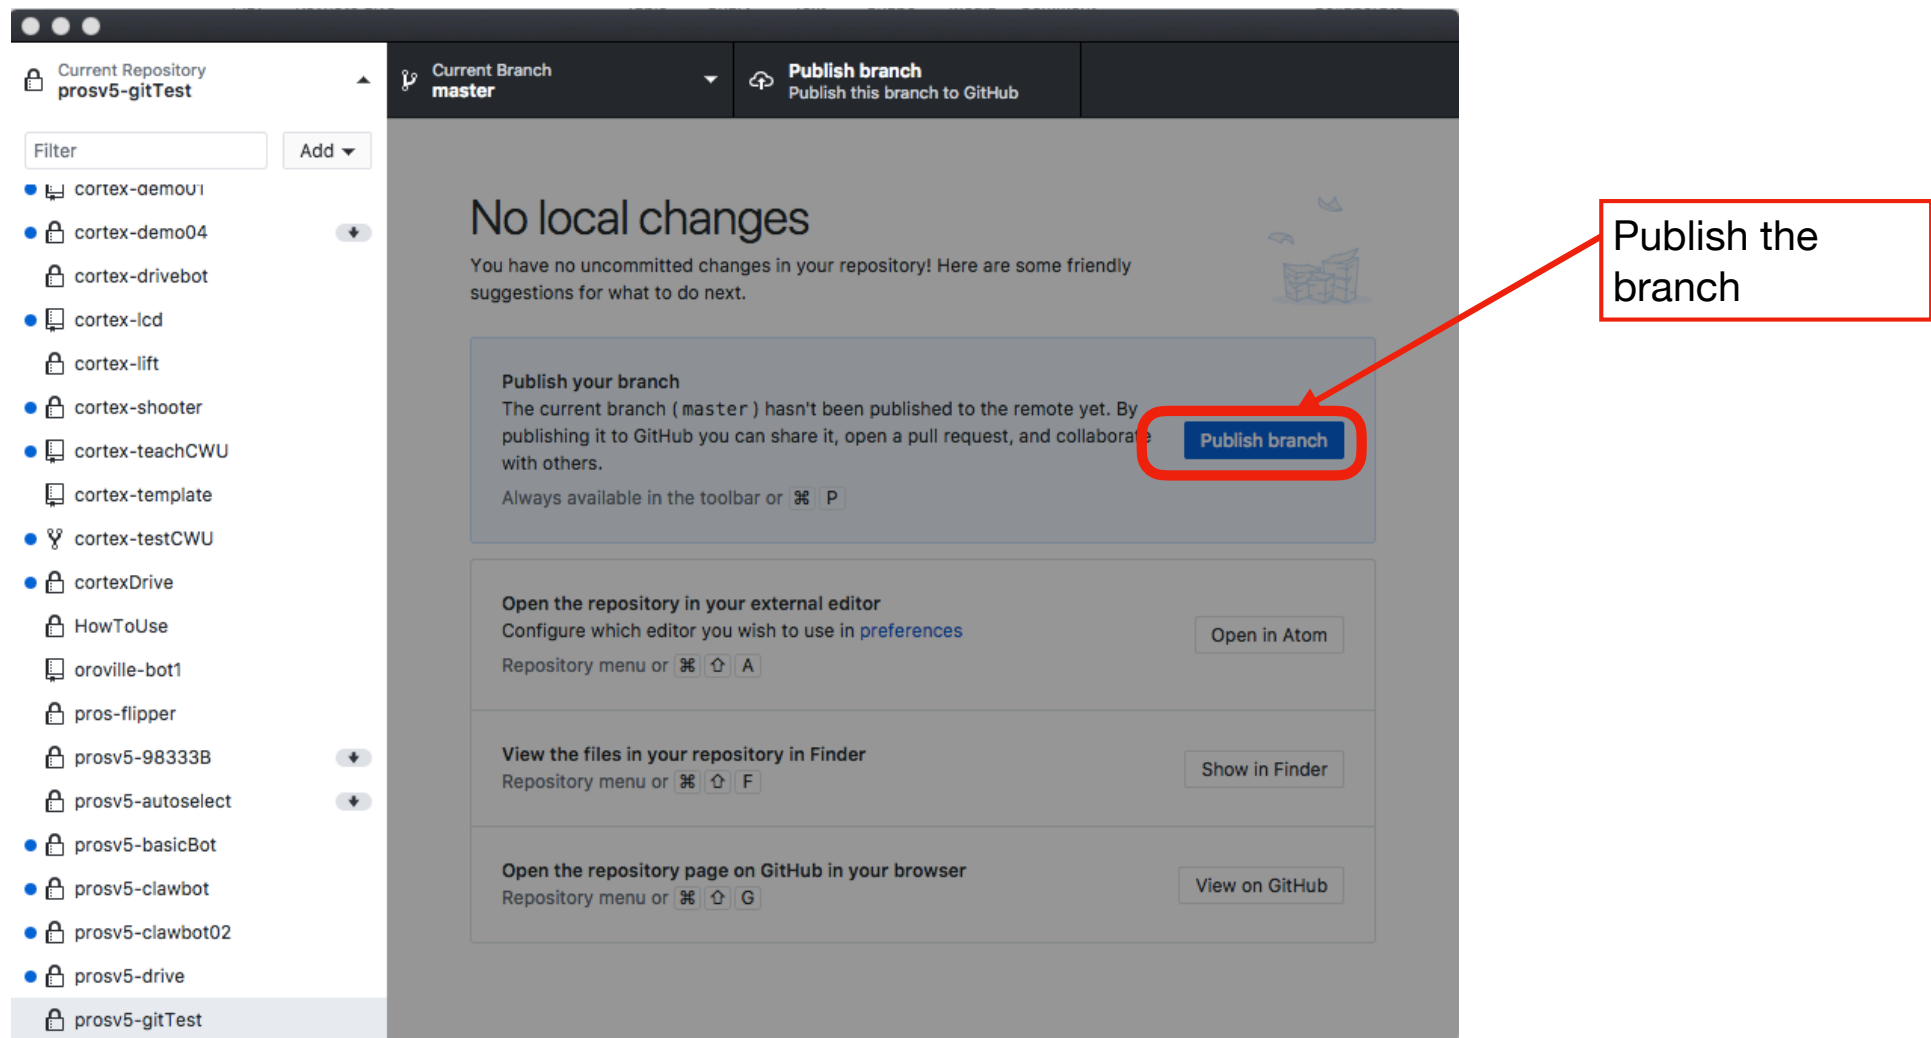 Current Repository
prosv5-gitTest
Current Branch
master
Publish branch
Publish this branch to GitHub
Filter
Add
cortex-demo01
cortex-demo04
cortex-drivebot
cortex-lcd
cortex-lift
cortex-shooter
cortex-teachCWU
cortex-template
cortex-testCWU
cortexDrive
HowToUse
oroville-bot1
pros-flipper
prosv5-98333B
prosv5-autoselect
prosv5-basicBot
prosv5-clawbot
prosv5-clawbot02
prosv5-drive
prosv5-gitTest
No local changes
You have no uncommitted changes in your repository! Here are some friendly
suggestions for what to do next.
Publish your branch
The current branch (master) hasn't been published to the remote yet. By
publishing it to GitHub you can share it, open a pull request, and collaborate
with others.
Always available in the toolbar or ⌘ P
Publish branch
Open the repository in your external editor
Configure which editor you wish to use in preferences
Repository menu or ⌘ ⇧ A
Open in Atom
View the files in your repository in Finder
Repository menu or ⌘ ⇧ F
Show in Finder
Open the repository page on GitHub in your browser
Repository menu or ⌘ ⇧ G
View on GitHub
Publish the
branch